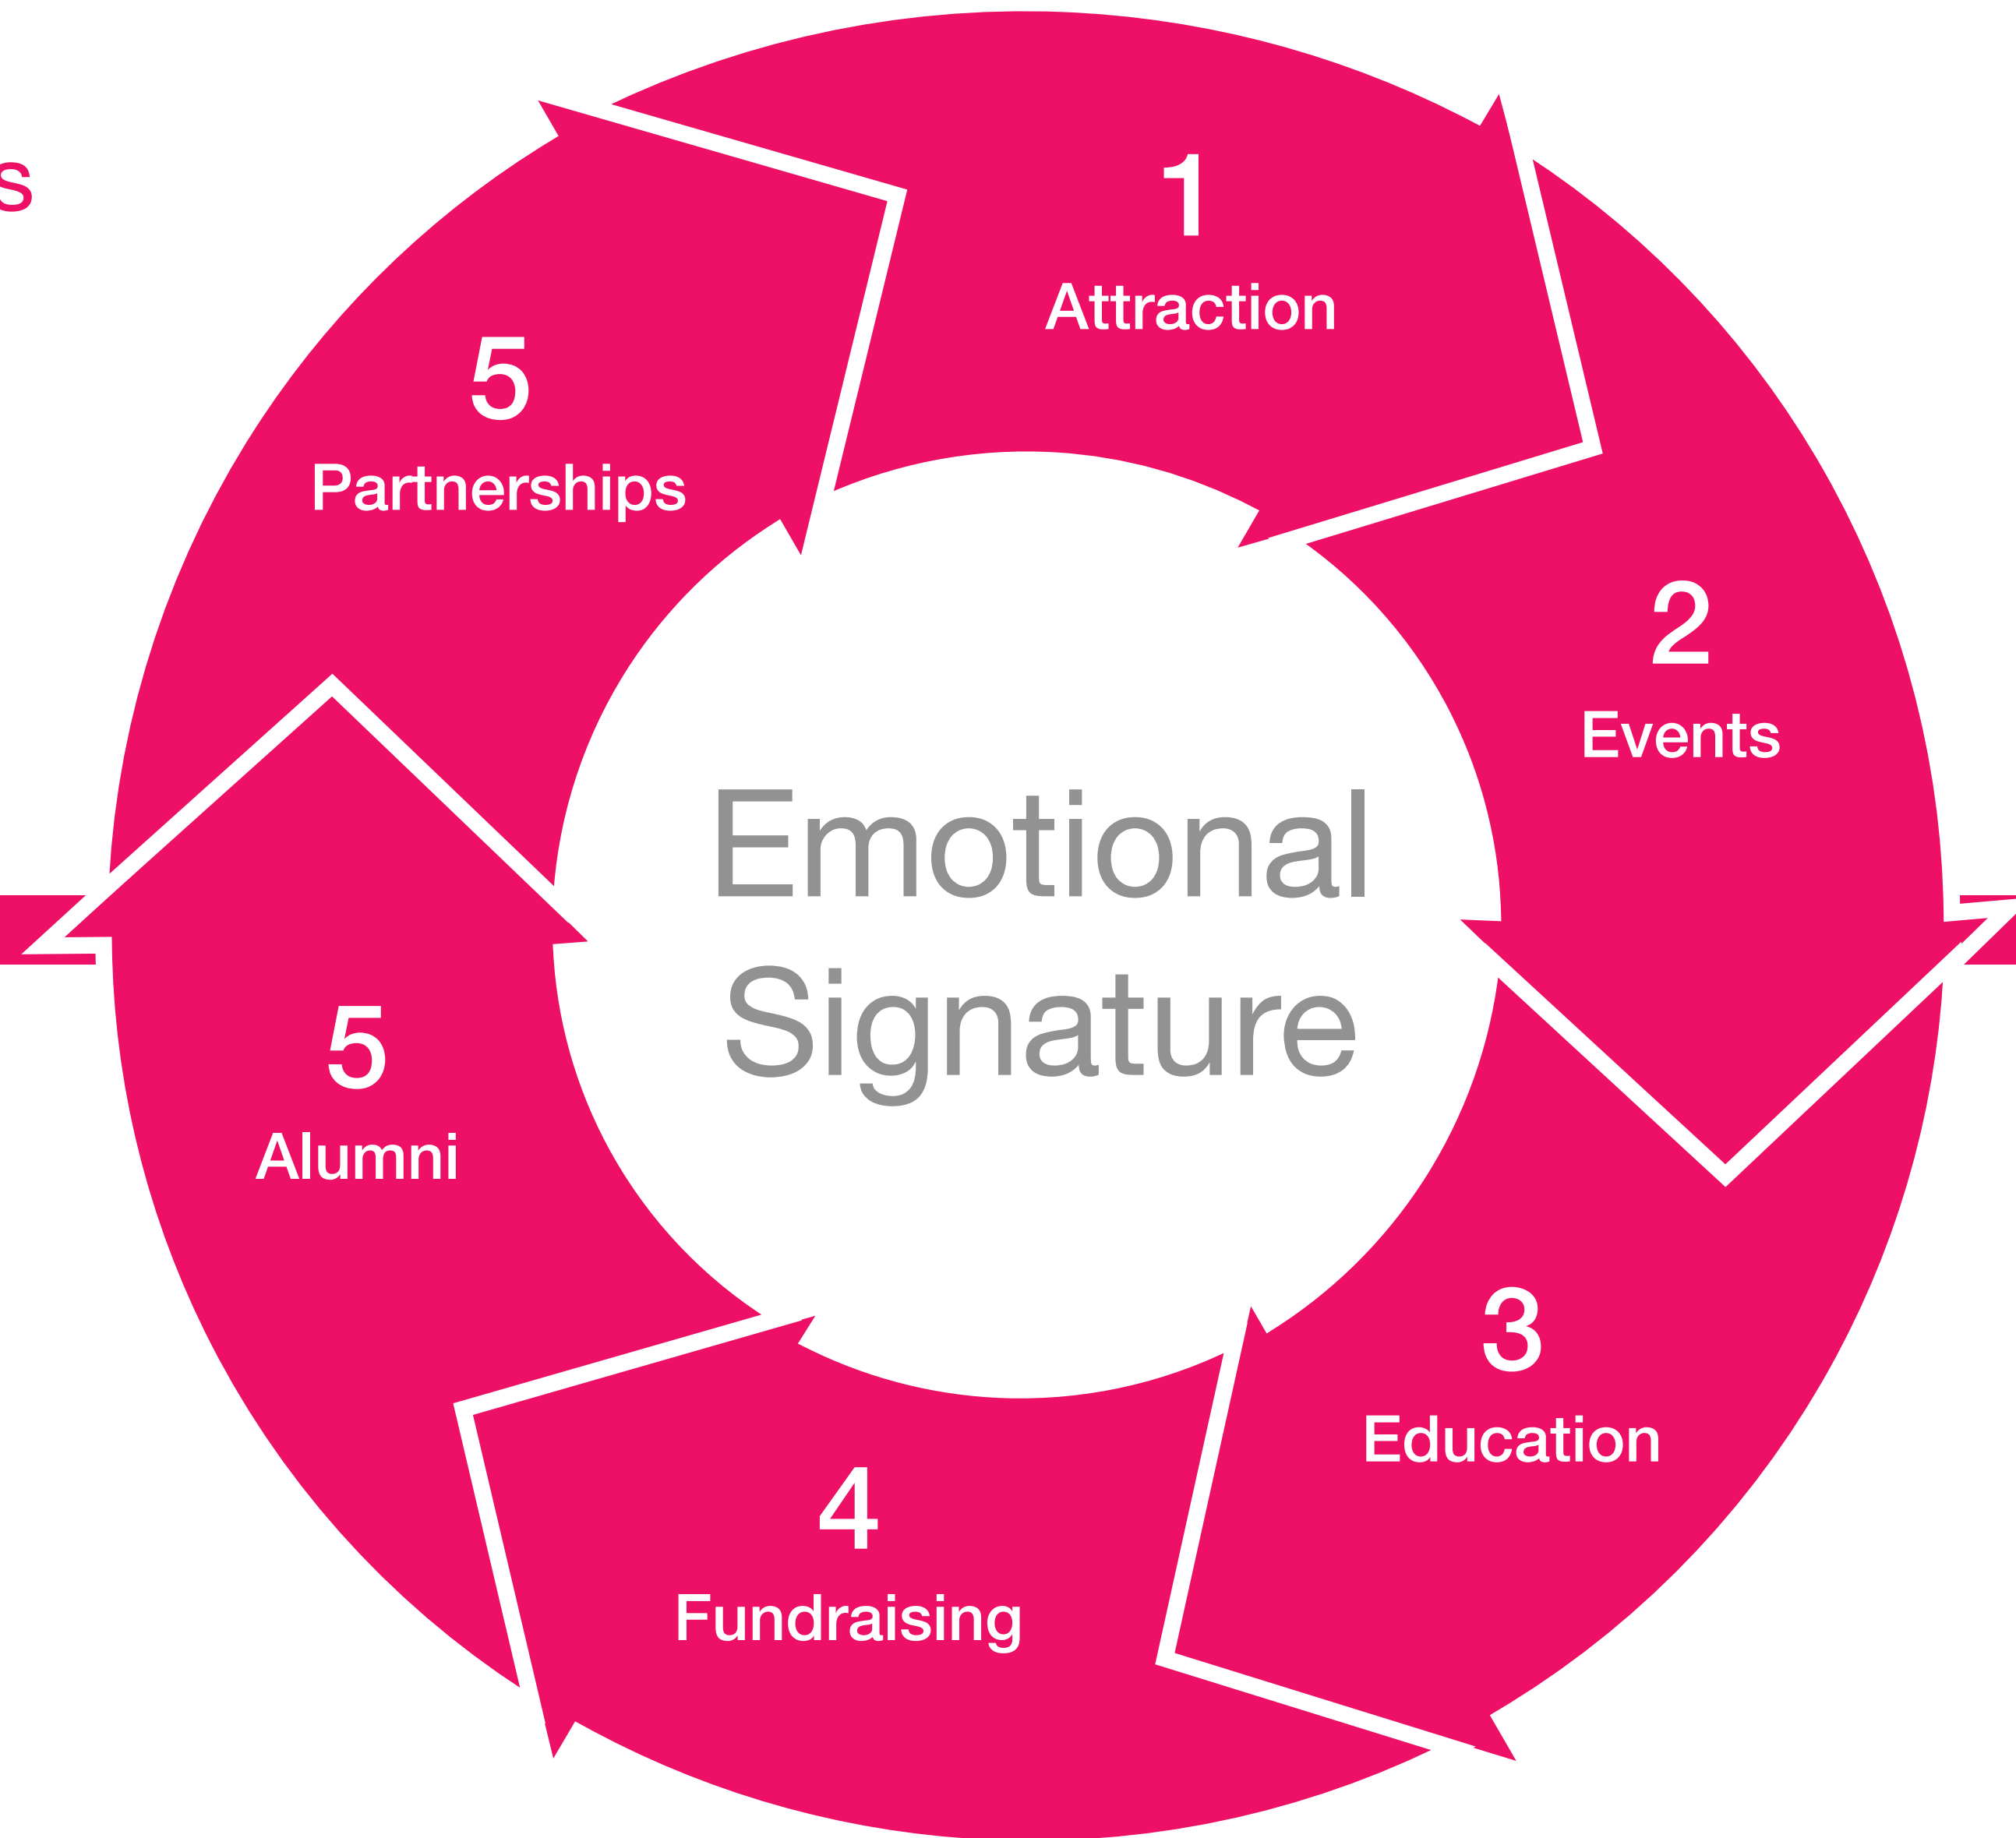 s
1
Attraction
2
Events
3
Education
4
Fundraising
5
Alumni
5
Partnerships
Emotional
Signature